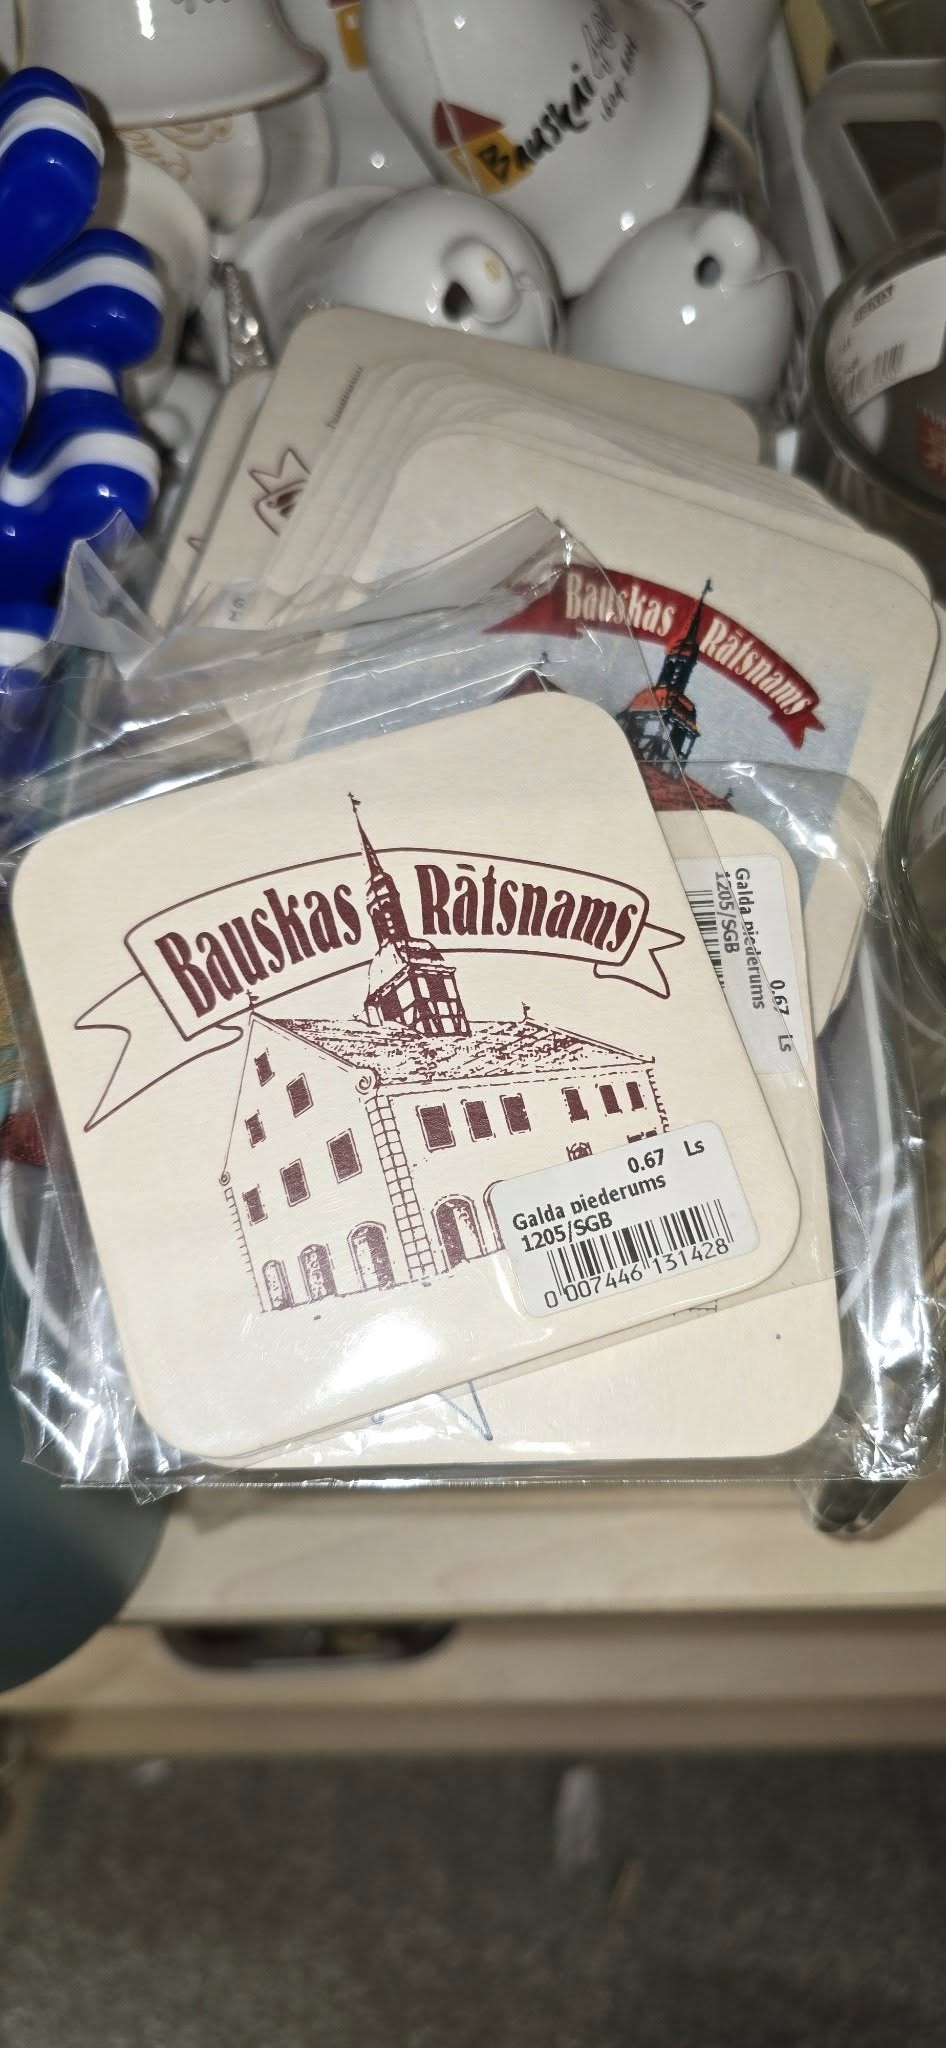 Bauskai
Bauskas Rātsnams
Bauskas Rātsnams
0.67 Ls
Galda piederums
1205/SGB
0.67 Ls
Galda piederums
1205/SGB
0 007446 131428